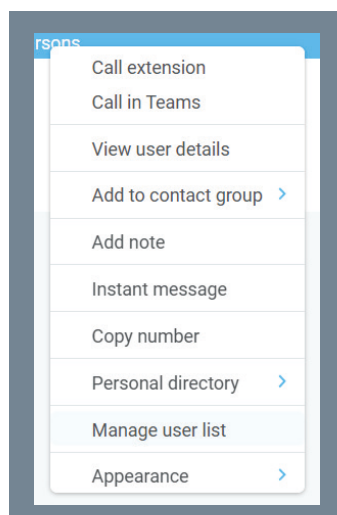 rsons
Call extension
Call in Teams
View user details
Add to contact group
Add note
Instant message
Copy number
Personal directory
Manage user list
Appearance